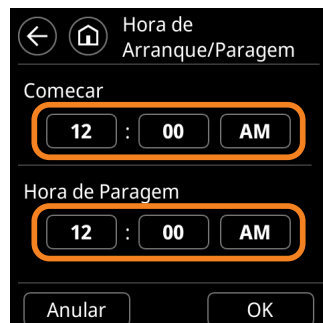 Hora de
Arranque/Paragem
Comecar
12 : 00 AM
Hora de Paragem
12 : 00 AM
Anular OK